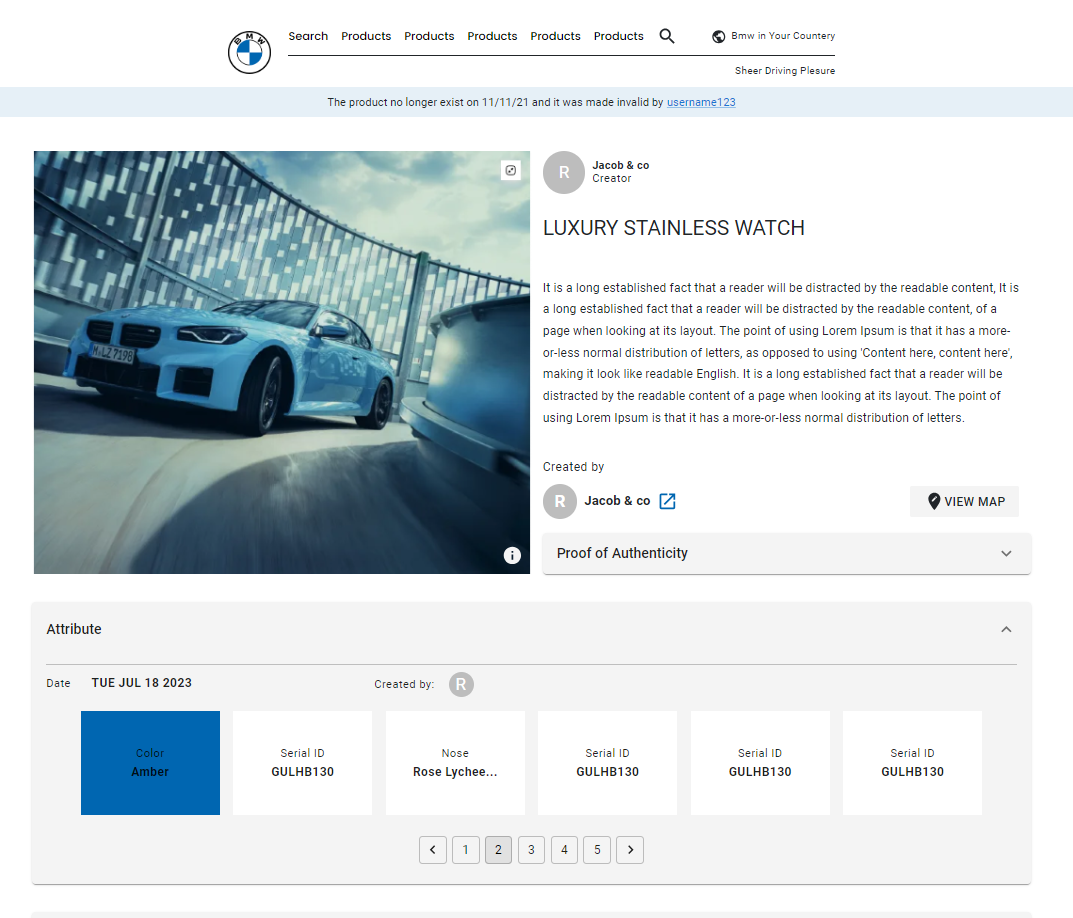 BMW
Search Products Products Products Products Products
Bmw in Your Countery
Sheer Driving Plesure
The product no longer exist on 11/11/21 and it was made invalid by username123
M LZ 7198
R
Jacob & co
Creator
LUXURY STAINLESS WATCH
It is a long established fact that a reader will be distracted by the readable content, It is
a long established fact that a reader will be distracted by the readable content, of a
page when looking at its layout. The point of using Lorem Ipsum is that it has a more-
or-less normal distribution of letters, as opposed to using 'Content here, content here',
making it look like readable English. It is a long established fact that a reader will be
distracted by the readable content of a page when looking at its layout. The point of
using Lorem Ipsum is that it has a more-or-less normal distribution of letters.
Created by
R Jacob & co
VIEW MAP
Proof of Authenticity
Attribute
Date TUE JUL 18 2023
Created by: R
Color
Amber
Serial ID
GULHB130
Nose
Rose Lychee...
Serial ID
GULHB130
Serial ID
GULHB130
Serial ID
GULHB130
1 2 3 4 5